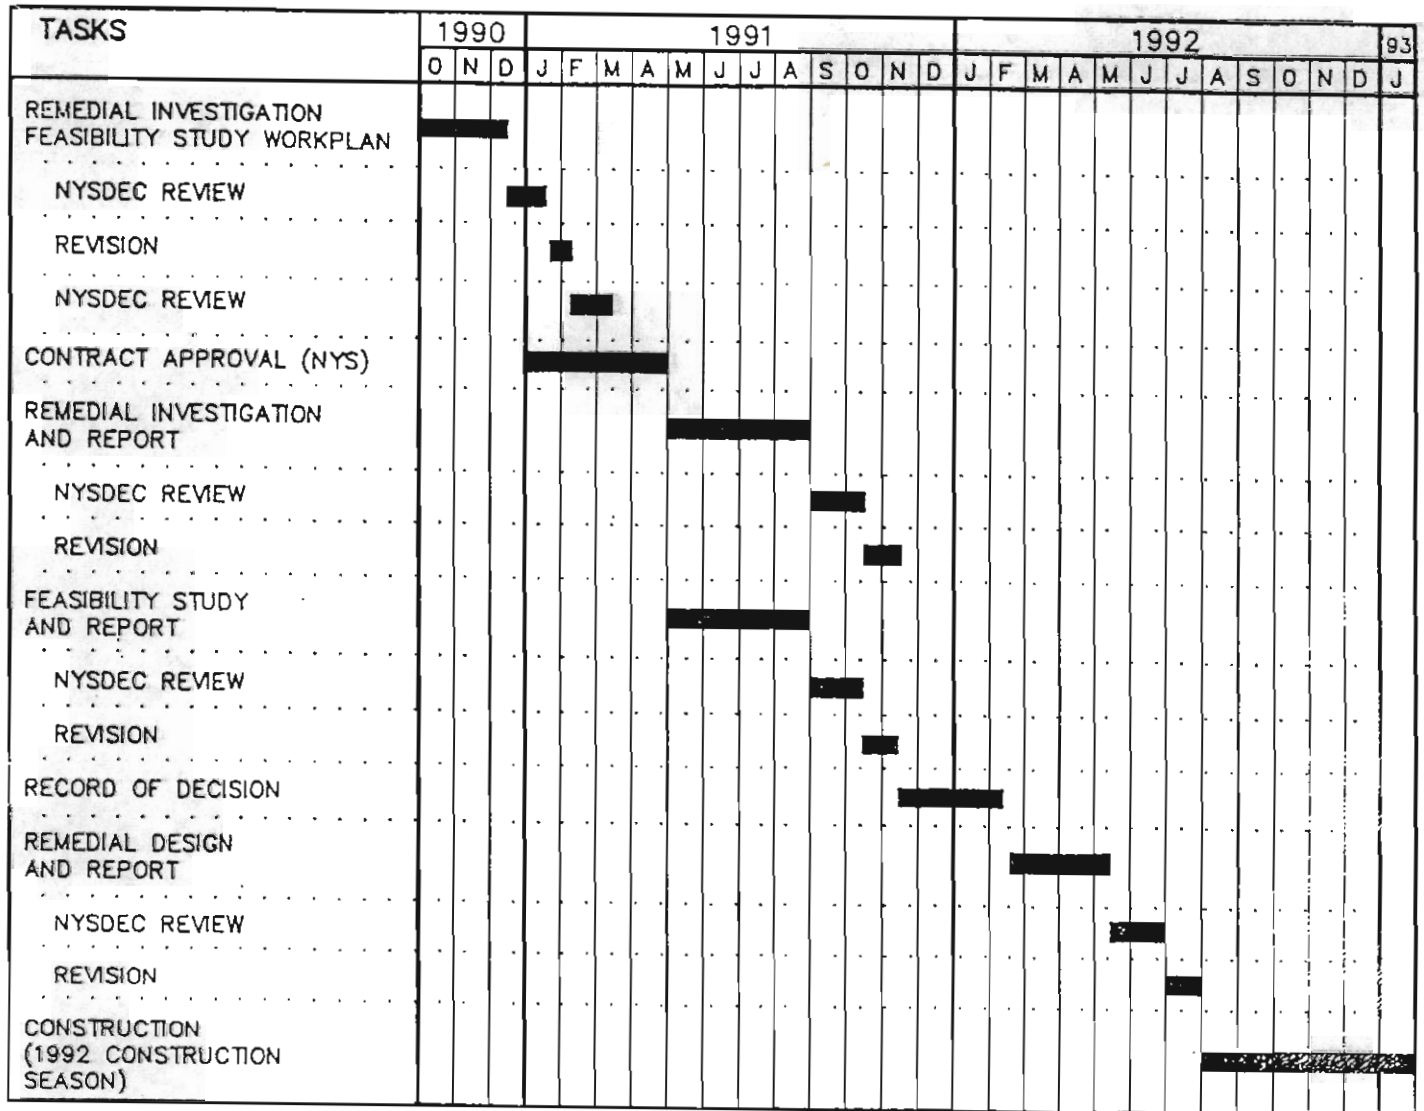 TASKS
1990 1991 1992 93
O N D J F M A M J J A S O N D J F M A M J J A S O N D J
REMEDIAL INVESTIGATION
FEASIBILITY STUDY WORKPLAN
NYSDEC REVIEW
REVISION
NYSDEC REVIEW
CONTRACT APPROVAL (NYS)
REMEDIAL INVESTIGATION
AND REPORT
NYSDEC REVIEW
REVISION
FEASIBILITY STUDY
AND REPORT
NYSDEC REVIEW
REVISION
RECORD OF DECISION
REMEDIAL DESIGN
AND REPORT
NYSDEC REVIEW
REVISION
CONSTRUCTION
(1992 CONSTRUCTION
SEASON)